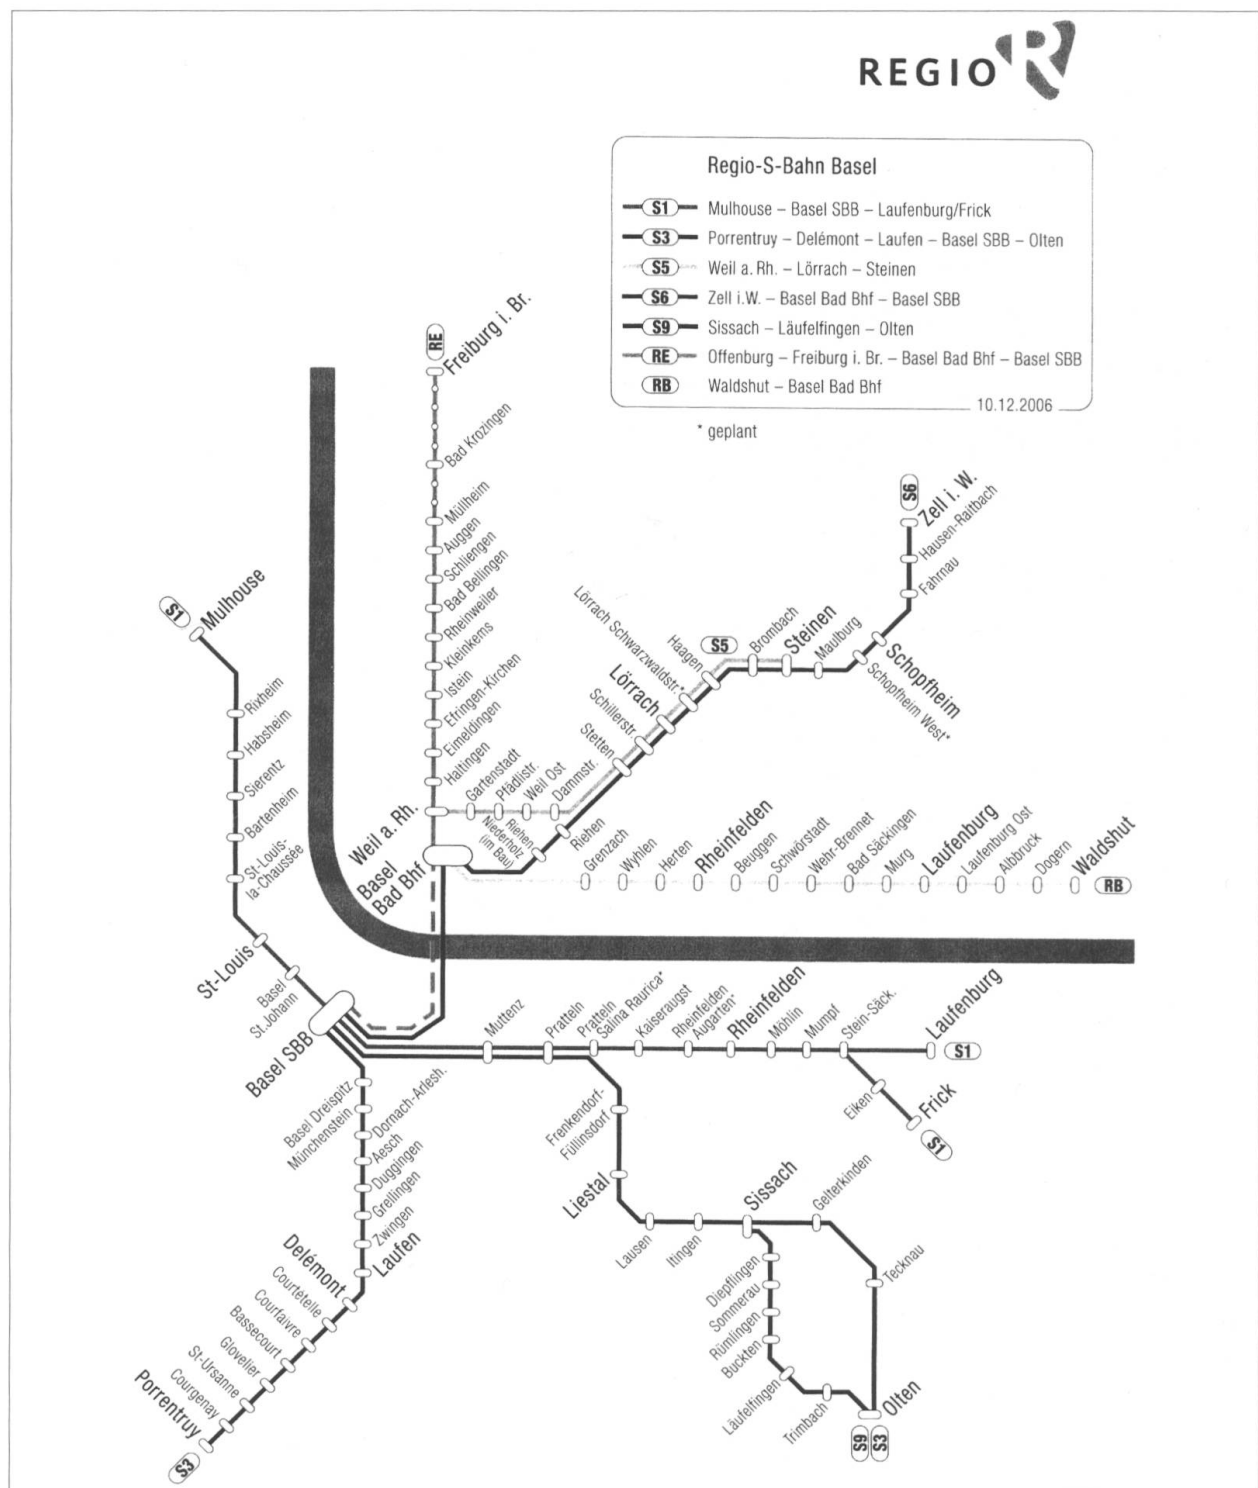 REGIO R
Regio-S-Bahn Basel
S1 Mulhouse – Basel SBB – Laufenburg/Frick
S3 Porrentruy – Delémont – Laufen – Basel SBB – Olten
S5 Weil a. Rh. – Lörrach – Steinen
S6 Zell i.W. – Basel Bad Bhf – Basel SBB
S9 Sissach – Läufelfingen – Olten
RE Offenburg – Freiburg i. Br. – Basel Bad Bhf – Basel SBB
RB Waldshut – Basel Bad Bhf
10.12.2006
* geplant
RE
Freiburg i. Br.
Bad Krozingen
Müllheim
Auggen
Schliengen
Bad Bellingen
Rheinweiler
Kleinkems
Istein
Efringen-Kirchen
Eimeldingen
Haltingen
Weil a. Rh.
Basel
Bad Bhf
S6
Zell i. W.
Hausen-Raitbach
Fahrnau
Schopfheim
Schopfheim West*
Maulburg
Steinen
Brombach
S5
Haagen
Lörrach Schwarzwaldstr.*
Lörrach
Schillerstr.
Stetten
Dammstr.
Weil Ost
Pfädlistr.
Gartenstadt
Riehen
Riehen
Niederholz
(im Bau)
Grenzach
Wyhlen
Herten
Rheinfelden
Beuggen
Schwörstadt
Wehr-Brennet
Bad Säckingen
Murg
Laufenburg
Laufenburg Ost
Albbruck
Dogern
Waldshut
RB
S1
Mulhouse
Rixheim
Habsheim
Sierentz
Bartenheim
St-Louis-
la-Chaussée
St-Louis
Basel
St.Johann
Basel SBB
Muttenz
Pratteln
Pratteln
Salina Raurica*
Kaiseraugst
Rheinfelden
Augarten*
Rheinfelden
Möhlin
Mumpf
Stein-Säck.
Laufenburg
S1
Eiken
Frick
S1
Basel Dreispitz
Münchenstein
Dornach-Arlesh.
Aesch
Duggingen
Grellingen
Zwingen
Laufen
Delémont
Courtételle
Courfaivre
Bassecourt
Glovelier
St-Ursanne
Courgenay
Porrentruy
S3
Frenkendorf-
Füllinsdorf
Liestal
Lausen
Itingen
Sissach
Gelterkinden
Tecknau
Diepflingen
Sommerau
Rümlingen
Buckten
Läufelfingen
Trimbach
Olten
S9
S3